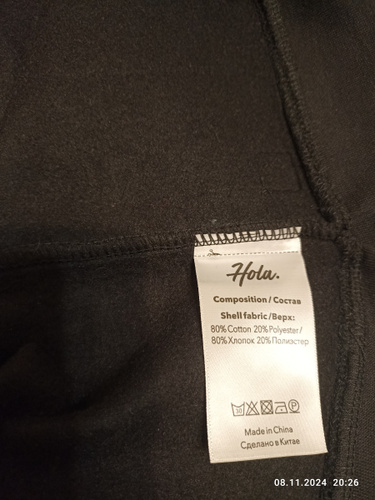 Hola.
Composition/Состав
Shell fabric/Верх:
80% Cotton 20% Polyester/
80% Хлопок 20% Полиэстер
Made in China
Сделано в Китае
08.11.2024 20:26